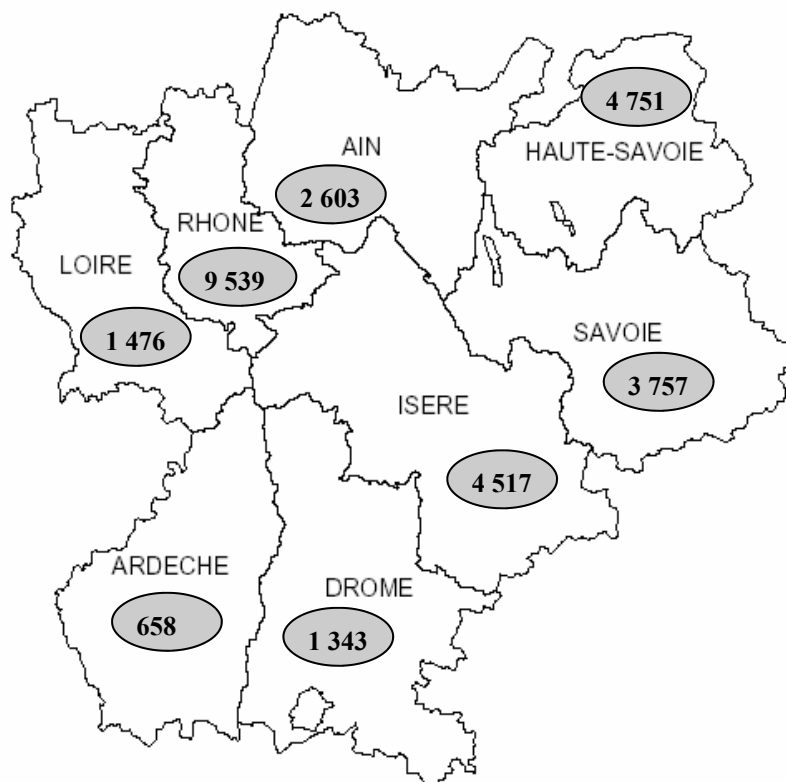 4 751
HAUTE-SAVOIE
AIN
2 603
RHONE
9 539
LOIRE
1 476
SAVOIE
3 757
ISERE
4 517
ARDECHE
658
DROME
1 343